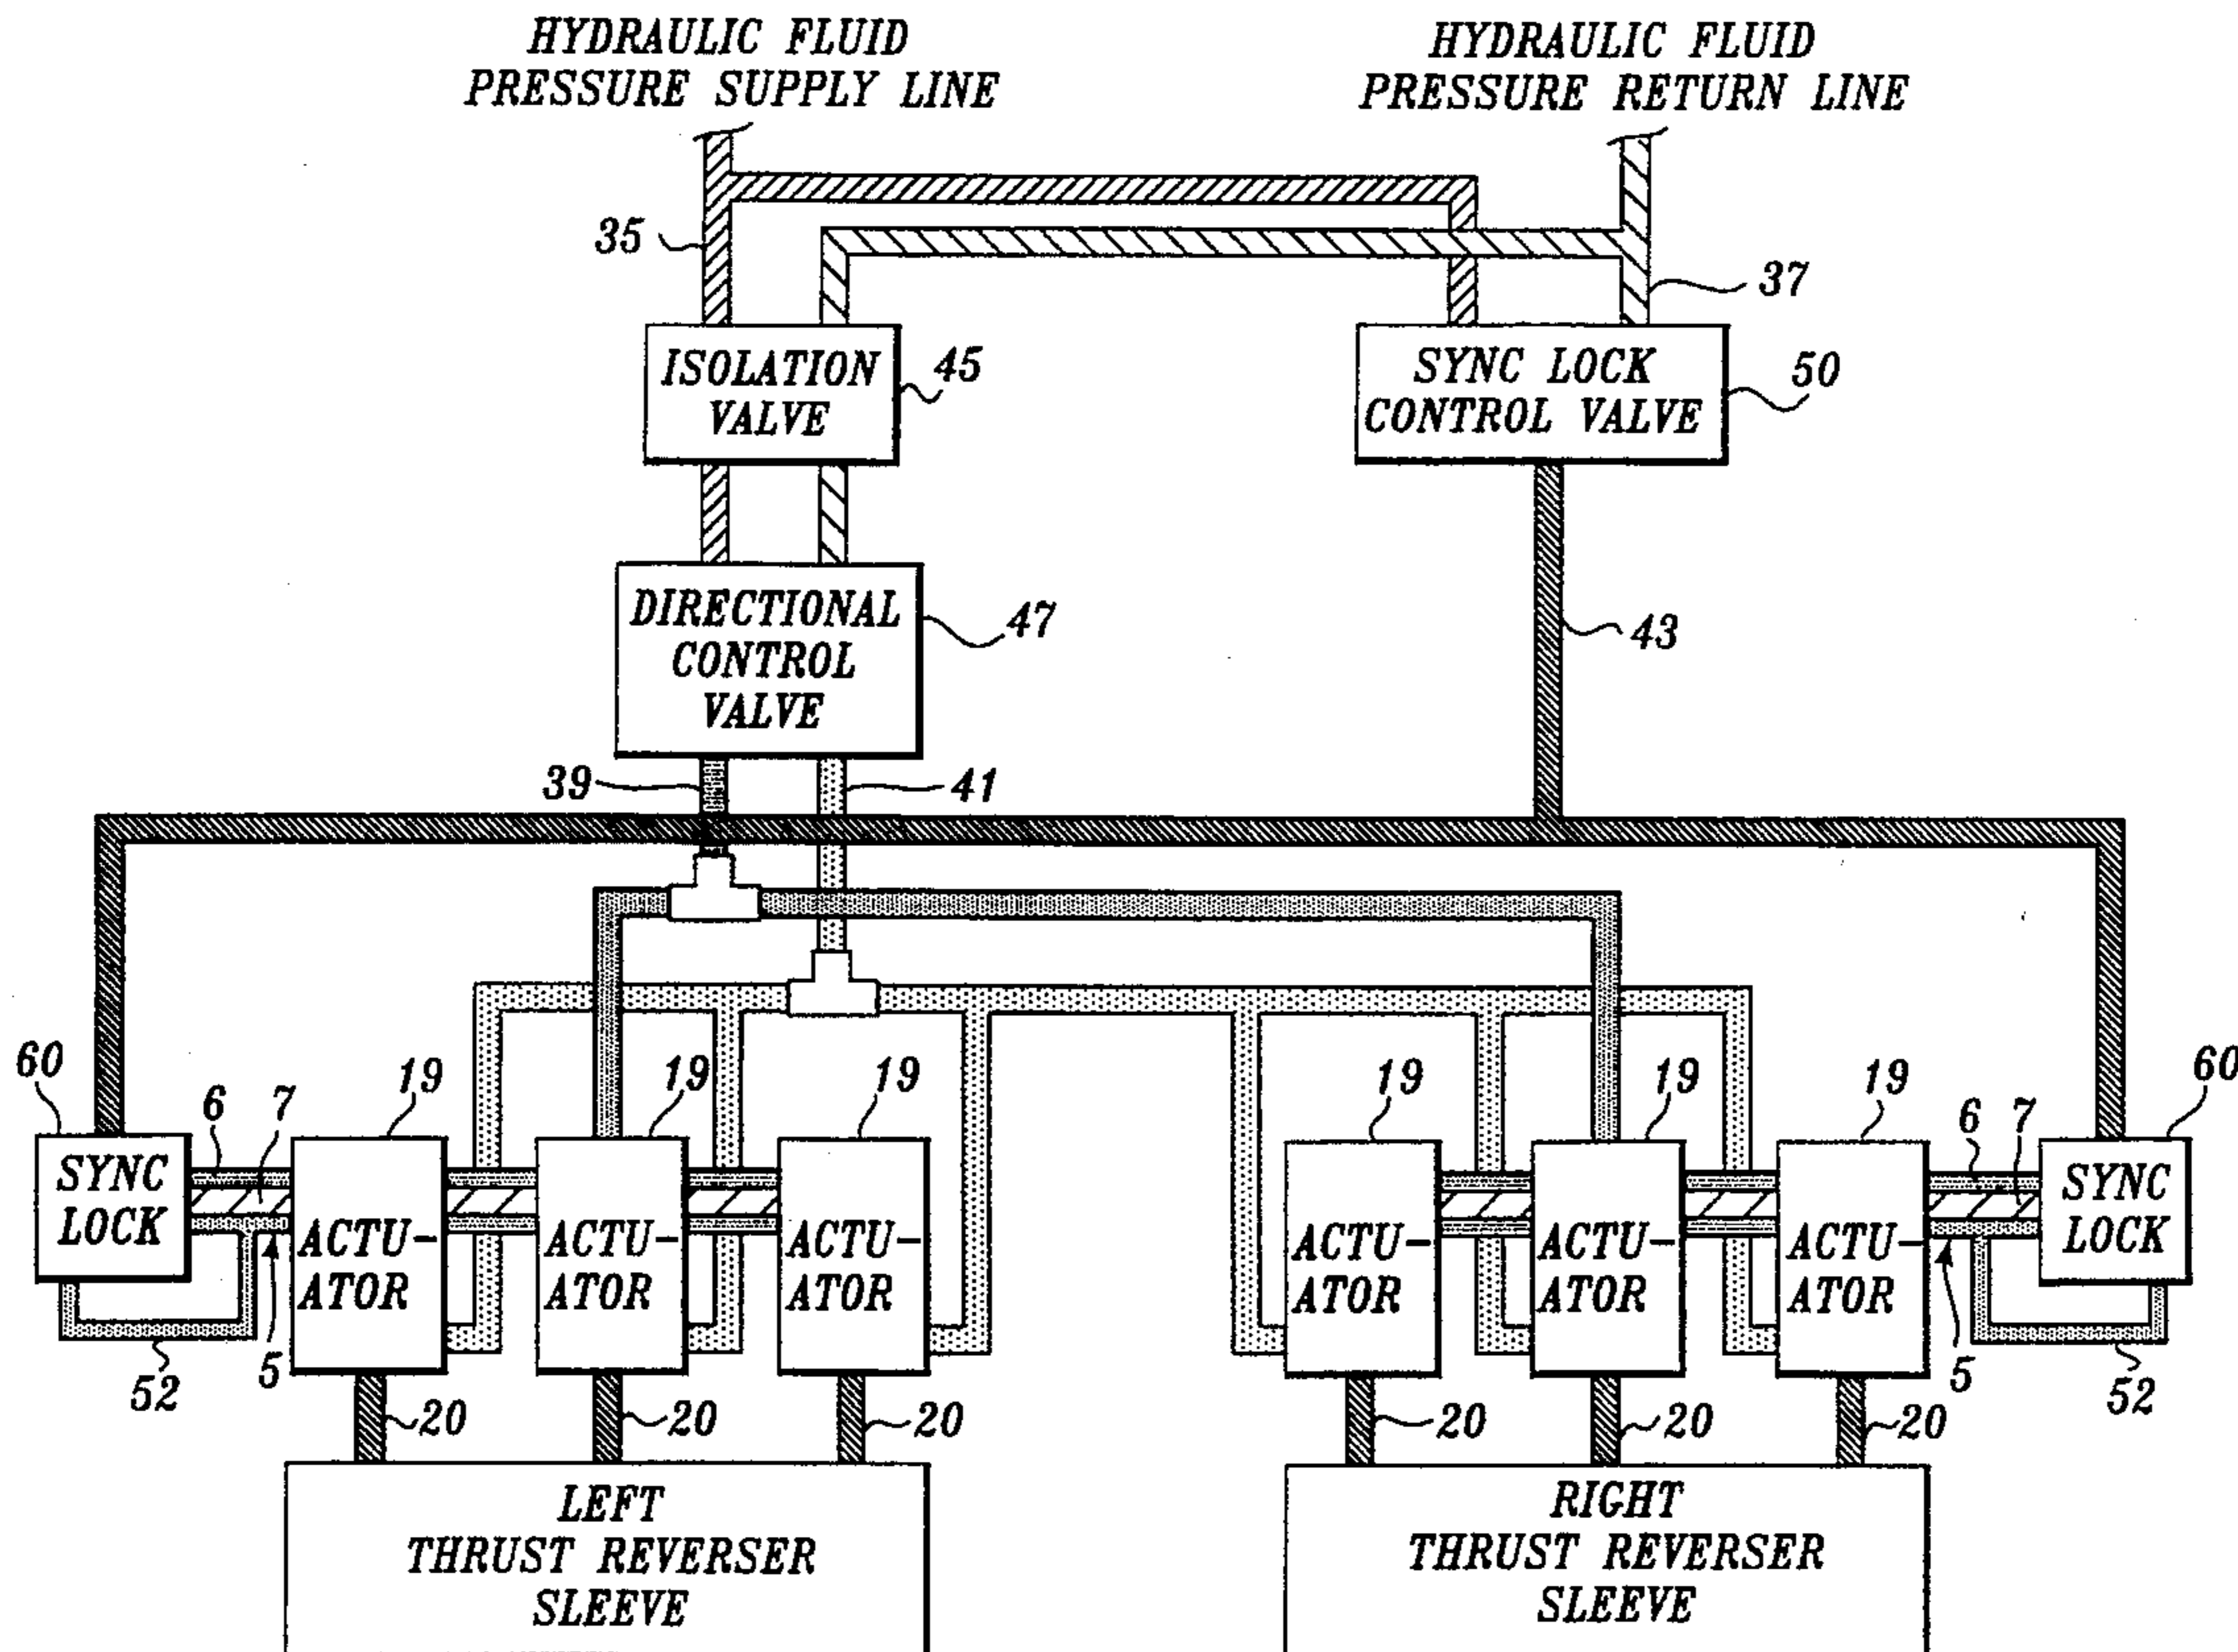 HYDRAULIC FLUID
PRESSURE SUPPLY LINE
HYDRAULIC FLUID
PRESSURE RETURN LINE
35
37
ISOLATION
VALVE
45
SYNC LOCK
CONTROL VALVE
50
DIRECTIONAL
CONTROL
VALVE
47
43
39
41
60
6
7
19
19
19
19
19
19
6
7
60
SYNC
LOCK
ACTU-
ATOR
ACTU-
ATOR
ACTU-
ATOR
ACTU-
ATOR
ACTU-
ATOR
ACTU-
ATOR
SYNC
LOCK
52
5
5
52
20
20
20
20
20
20
LEFT
THRUST REVERSER
SLEEVE
RIGHT
THRUST REVERSER
SLEEVE